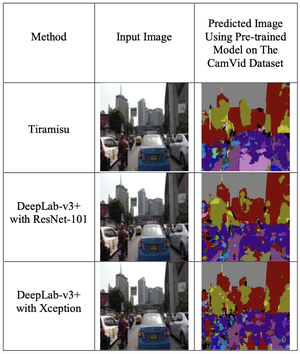 Method
Input Image
Predicted Image
Using Pre-trained
Model on The
CamVid Dataset
Tiramisu
DeepLab-v3+
with ResNet-101
DeepLab-v3+
with Xception